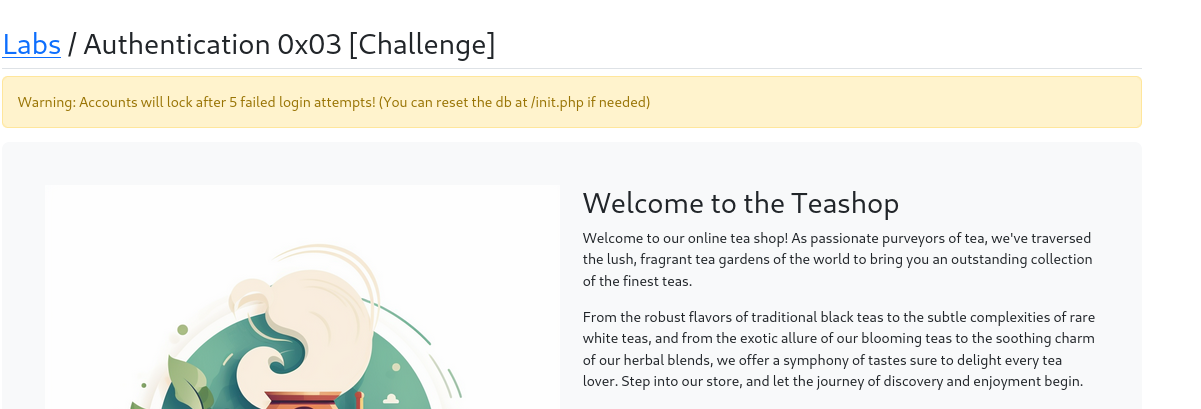 Labs / Authentication 0x03 [Challenge]
Warning: Accounts will lock after 5 failed login attempts! (You can reset the db at /init.php if needed)
Welcome to the Teashop
Welcome to our online tea shop! As passionate purveyors of tea, we've traversed
the lush, fragrant tea gardens of the world to bring you an outstanding collection
of the finest teas.
From the robust flavors of traditional black teas to the subtle complexities of rare
white teas, and from the exotic allure of our blooming teas to the soothing charm
of our herbal blends, we offer a symphony of tastes sure to delight every tea
lover. Step into our store, and let the journey of discovery and enjoyment begin.